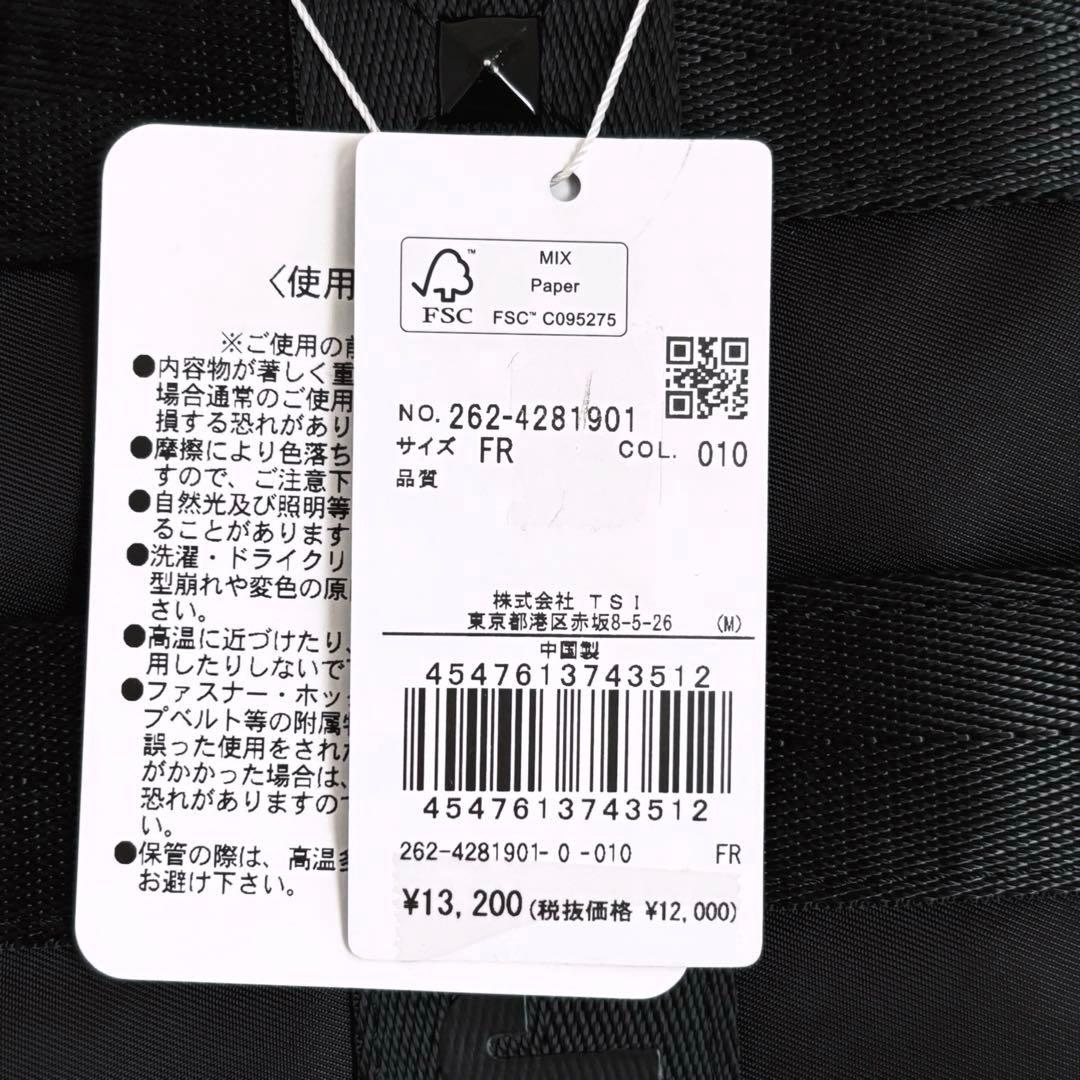 〈使用
※ご使用の前
●内容物が著しく重
場合通常のご使用
損する恐れがあり
●摩擦により色落ち
すので、ご注意下
●自然光及び照明等
ることがあります
●洗濯・ドライクリ
型崩れや変色の原
さい。
●高温に近づけたり、
用したりしないで
●ファスナー・ホッ
プベルト等の附属
誤った使用をされ
がかかった場合は、
恐れがありますので
い。
●保管の際は、高温多
お避け下さい。
FSC
MIX
Paper
FSC™ C095275
NO. 262-4281901
サイズ FR COL. 010
品質
株式会社 TSI
東京都港区赤坂8-5-26 (M)
中国製
4547613743512
4547613743512
262-4281901-0-010 FR
¥13,200(税抜価格 ¥12,000)